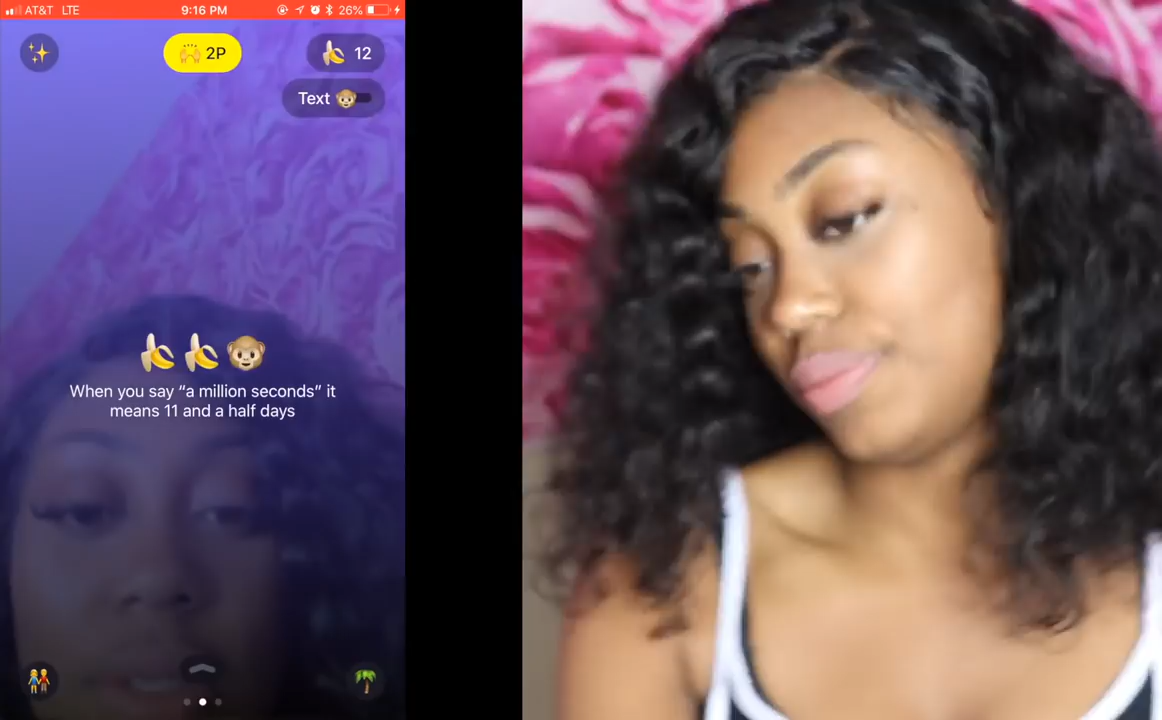 AT&T LTE 9:16 PM 26%
2P 12
Text
When you say “a million seconds” it
means 11 and a half days